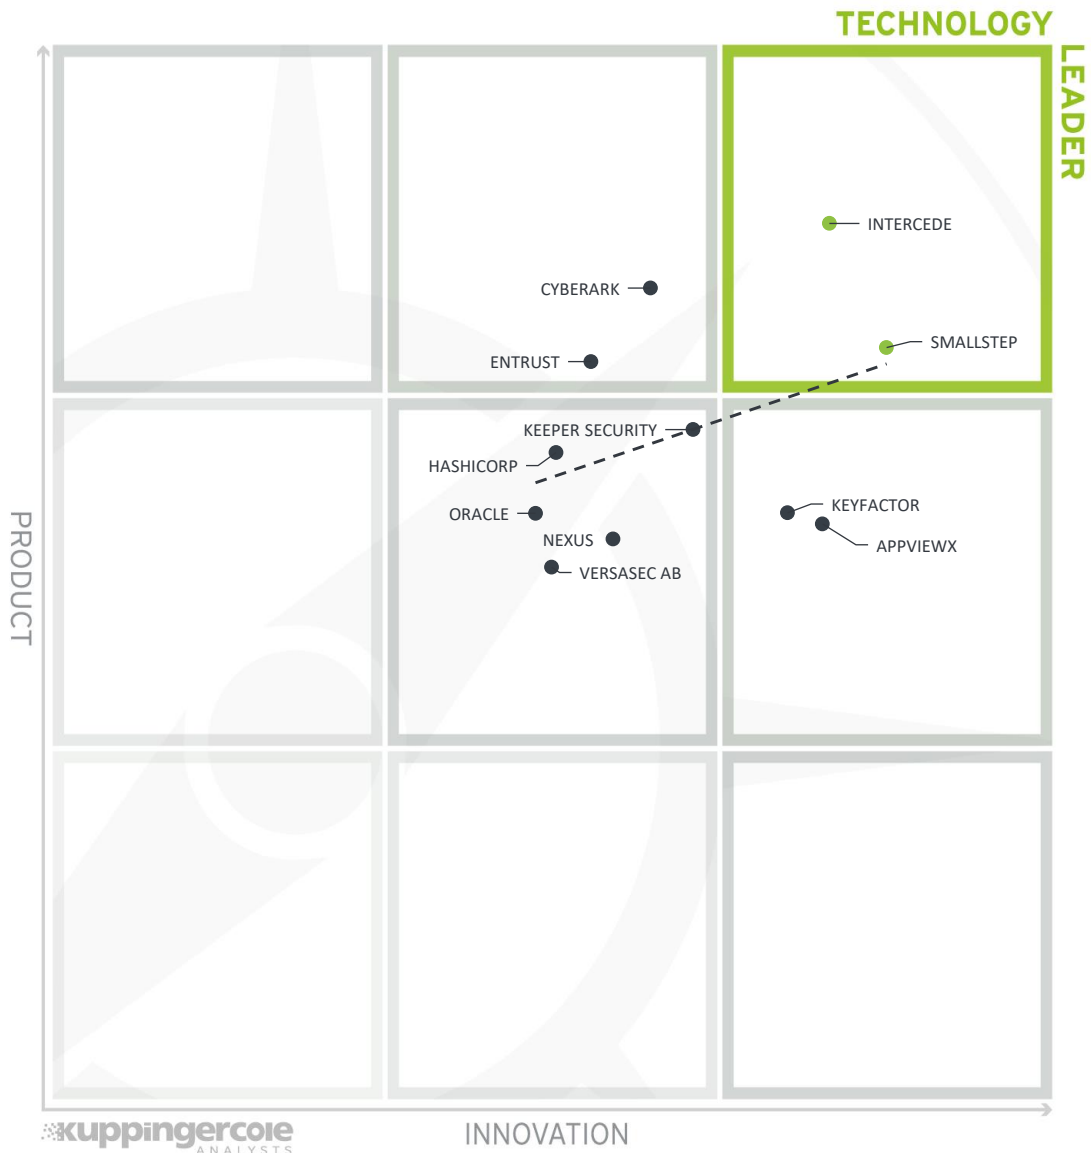 TECHNOLOGY
LEADER
INTERCEDE
CYBERARK
SMALLSTEP
ENTRUST
KEEPER SECURITY
HASHICORP
KEYFACTOR
ORACLE
NEXUS
APPVIEWX
VERSASEC AB
PRODUCT
kuppingercole
ANALYSTS
INNOVATION